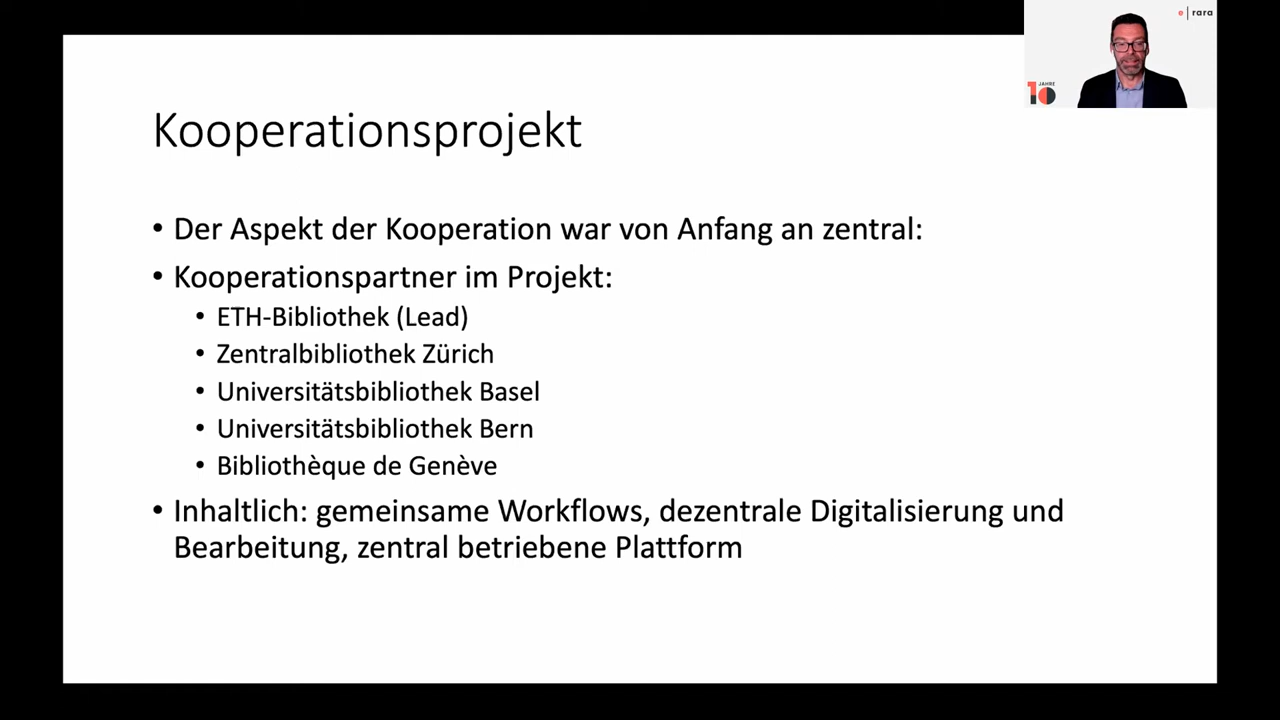 e | rara
10 JAHRE
Kooperationsprojekt
• Der Aspekt der Kooperation war von Anfang an zentral:
• Kooperationspartner im Projekt:
• ETH-Bibliothek (Lead)
• Zentralbibliothek Zürich
• Universitätsbibliothek Basel
• Universitätsbibliothek Bern
• Bibliothèque de Genève
• Inhaltlich: gemeinsame Workflows, dezentrale Digitalisierung und
Bearbeitung, zentral betriebene Plattform